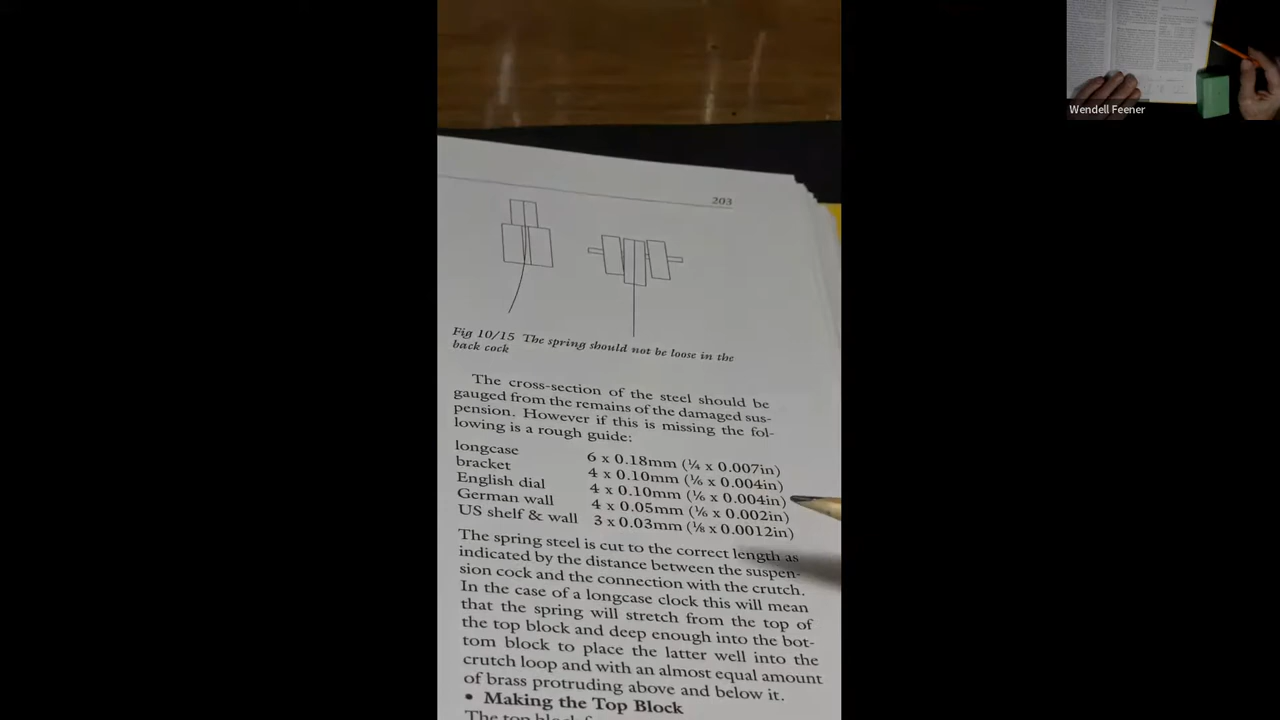 Wendell Feener
203
Fig 10/15 The spring should not be loose in the
back cock
The cross-section of the steel should be
gauged from the remains of the damaged sus-
pension. However if this is missing the fol-
lowing is a rough guide:
longcase 6 x 0.18mm (¼ x 0.007in)
bracket 4 x 0.10mm (⅙ x 0.004in)
English dial 4 x 0.10mm (⅙ x 0.004in)
German wall 4 x 0.05mm (⅙ x 0.002in)
US shelf & wall 3 x 0.03mm (⅛ x 0.0012in)
The spring steel is cut to the correct length as
indicated by the distance between the suspen-
sion cock and the connection with the crutch.
In the case of a longcase clock this will mean
that the spring will stretch from the top of
the top block and deep enough into the bot-
tom block to place the latter well into the
crutch loop and with an almost equal amount
of brass protruding above and below it.
• Making the Top Block
The top block